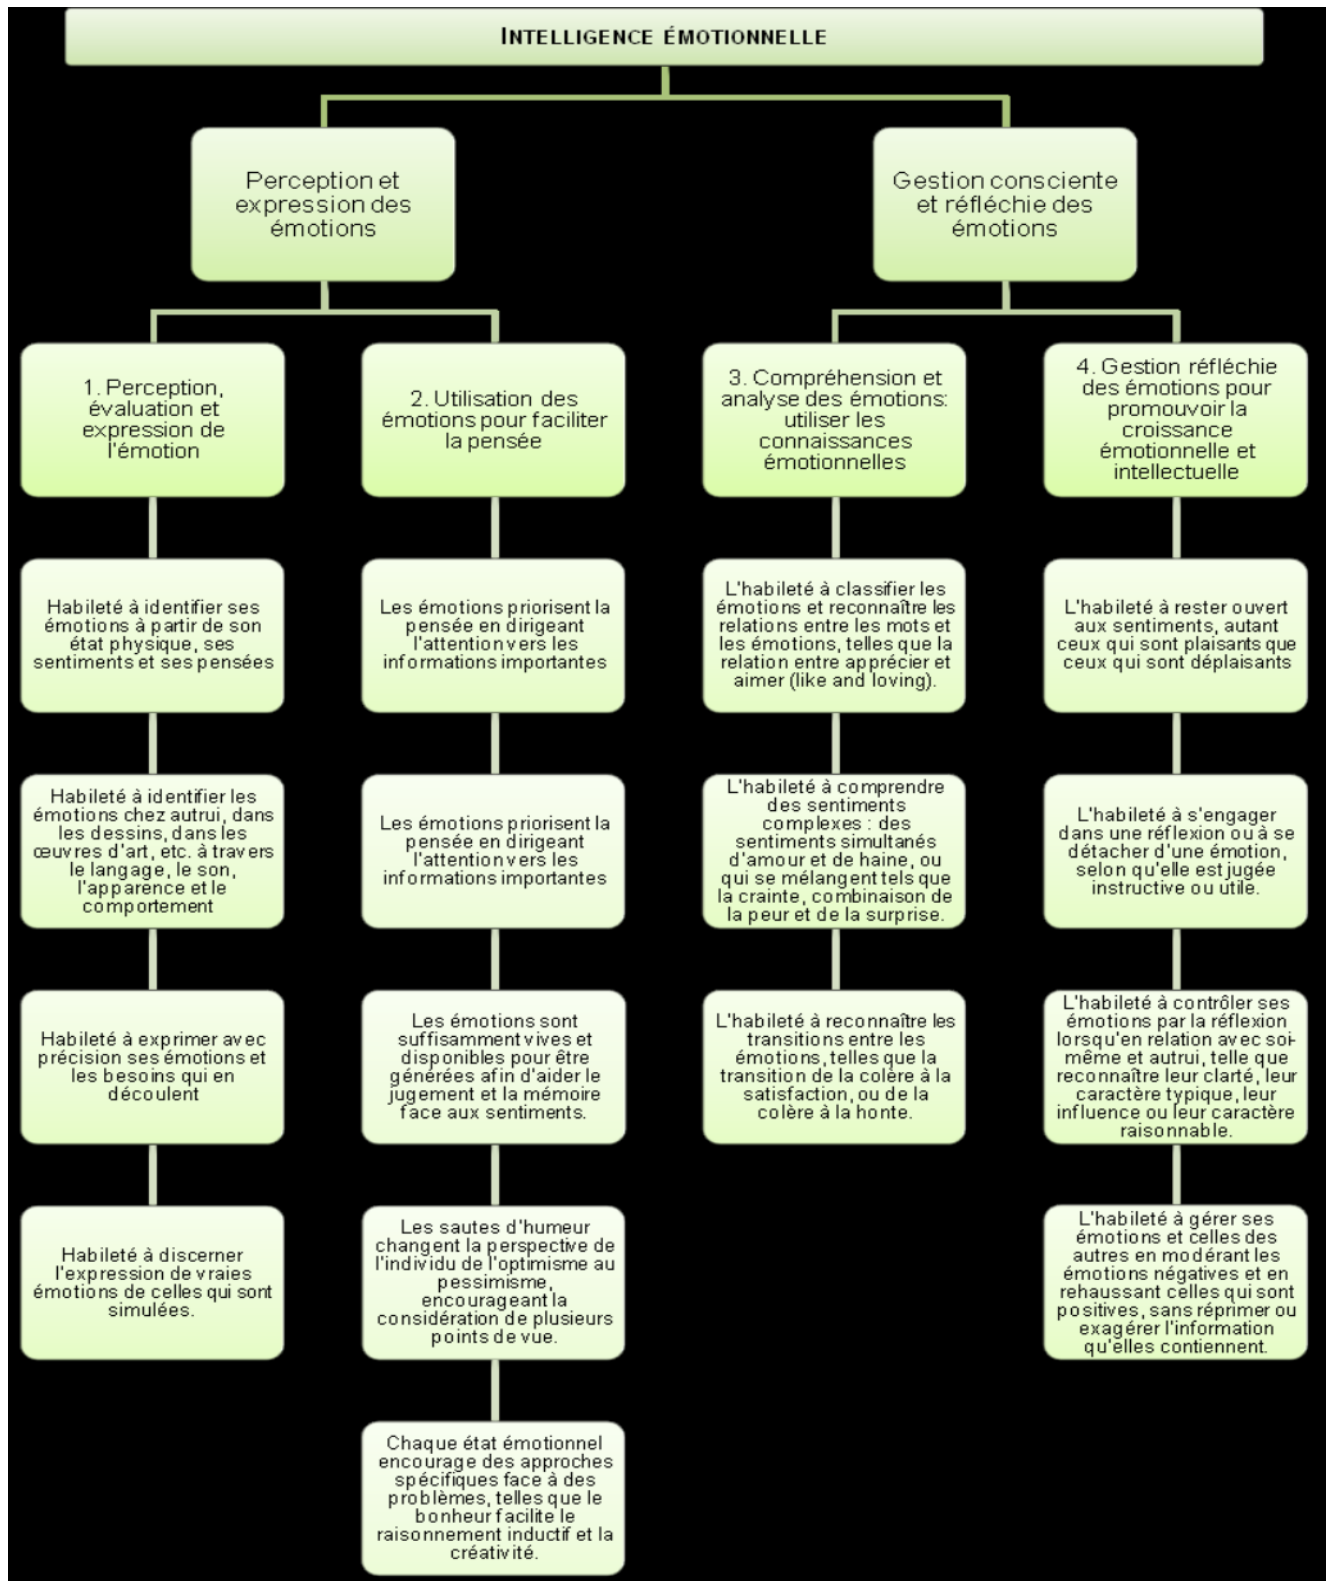 INTELLIGENCE ÉMOTIONNELLE
Perception et
expression des
émotions
Gestion consciente
et réfléchie des
émotions
1. Perception,
évaluation et
expression de
l'émotion
2. Utilisation des
émotions pour faciliter
la pensée
3. Compréhension et
analyse des émotions:
utiliser les
connaissances
émotionnelles
4. Gestion réfléchie
des émotions pour
promouvoir la
croissance
émotionnelle et
intellectuelle
Habileté à identifier ses
émotions à partir de son
état physique, ses
sentiments et ses pensées
Les émotions priorisent la
pensée en dirigeant
l'attention vers les
informations importantes
L'habileté à classifier les
émotions et reconnaître les
relations entre les mots et
les émotions, telles que la
relation entre apprécier et
aimer (like and loving).
L'habileté à rester ouvert
aux sentiments, autant
ceux qui sont plaisants que
ceux qui sont déplaisants
Habileté à identifier les
émotions chez autrui, dans
les dessins, dans les
œuvres d'art, etc. à travers
le langage, le son,
l'apparence et le
comportement
Les émotions priorisent la
pensée en dirigeant
l'attention vers les
informations importantes
L'habileté à comprendre
des sentiments
complexes : des
sentiments simultanés
d'amour et de haine, ou
qui se mélangent tels que
la crainte, combinaison de
la peur et de la surprise.
L'habileté à s'engager
dans une réflexion ou à se
détacher d'une émotion,
selon qu'elle est jugée
instructive ou utile.
Habileté à exprimer avec
précision ses émotions et
les besoins qui en
découlent
Les émotions sont
suffisamment vives et
disponibles pour être
générées afin d'aider le
jugement et la mémoire
face aux sentiments.
L'habileté à reconnaître les
transitions entre les
émotions, telles que la
transition de la colère à la
satisfaction, ou de la
colère à la honte.
L'habileté à contrôler ses
émotions par la réflexion
lorsqu'en relation avec soi-
même et autrui, telle que
reconnaître leur clarté, leur
caractère typique, leur
influence ou leur caractère
raisonnable.
Habileté à discerner
l'expression de vraies
émotions de celles qui sont
simulées.
Les sautes d'humeur
changent la perspective de
l'individu de l'optimisme au
pessimisme,
encourageant la
considération de plusieurs
points de vue.
L'habileté à gérer ses
émotions et celles des
autres en modérant les
émotions négatives et en
rehaussant celles qui sont
positives, sans réprimer ou
exagérer l'information
qu'elles contiennent.
Chaque état émotionnel
encourage des approches
spécifiques face à des
problèmes, telles que le
bonheur facilite le
raisonnement inductif et la
créativité.